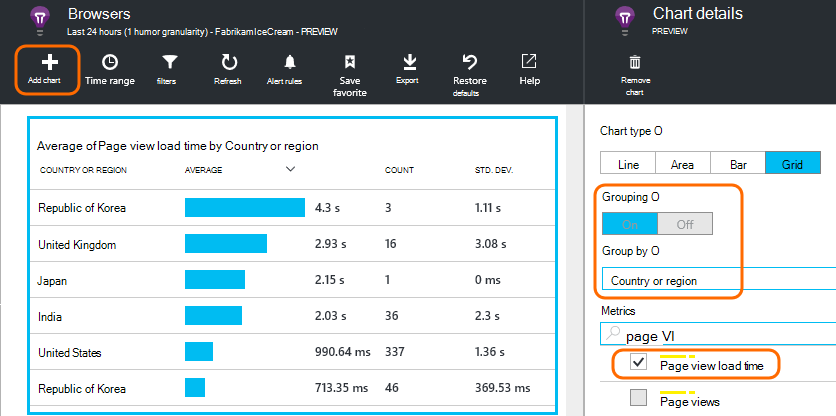 Browsers
Last 24 hours (1 humor granularity) - FabrikamIceCream - PREVIEW
Add chart
Time range
filters
Refresh
Alert rules
Save
favorite
Export
Restore
defaults
Help
Average of Page view load time by Country or region
COUNTRY OR REGION AVERAGE COUNT STD. DEV.
Republic of Korea 4.3 s 3 1.11 s
United Kingdom 2.93 s 16 3.08 s
Japan 2.15 s 1 0 ms
India 2.03 s 36 2.3 s
United States 990.64 ms 337 1.36 s
Republic of Korea 713.35 ms 46 369.53 ms
Chart details
PREVIEW
Remove
chart
Chart type O
Line Area Bar Grid
Grouping O
On Off
Group by O
Country or region
Metrics
page VI
Page view load time
Page views